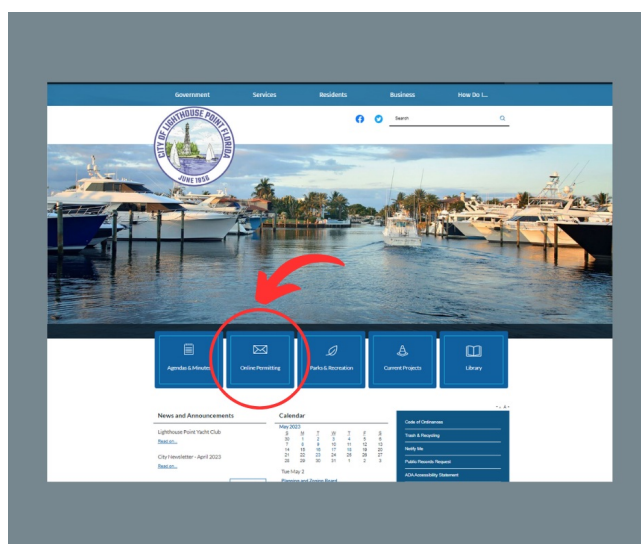 Government Services Residents Business How Do I...
CITY OF LIGHTHOUSE POINT FLORIDA
JUNE 1956
Search
Agendas & Minutes Online Permitting Parks & Recreation Current Projects Library
News and Announcements
Lighthouse Point Yacht Club
Read on...
City Newsletter - April 2023
Read on...
Calendar
May 2023
S M T W T F S
30 1 2 3 4 5 6
7 8 9 10 11 12 13
14 15 16 17 18 19 20
21 22 23 24 25 26 27
28 29 30 31 1 2 3
Tue May 2
Planning and Zoning Board
Code of Ordinances
Trash & Recycling
Notify Me
Public Records Request
ADA Accessibility Statement